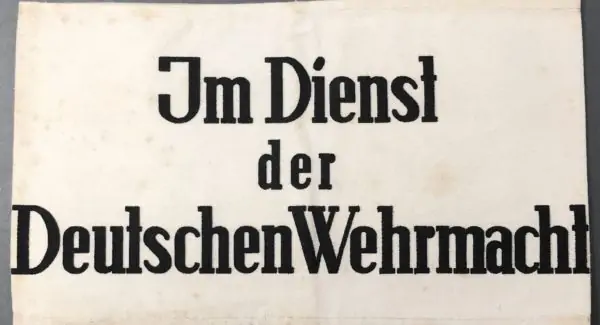 Im Dienst
der
Deutschen Wehrmacht